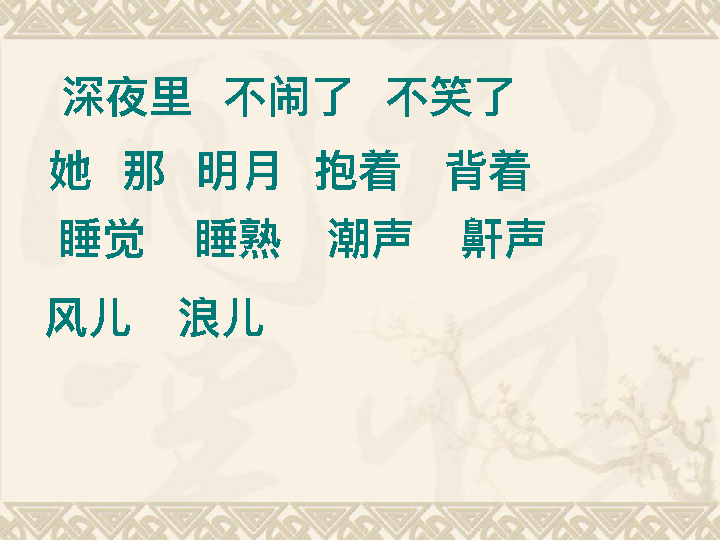 深夜里 不闹了 不笑了
她 那 明月 抱着 背着
睡觉 睡熟 潮声 鼾声
风儿 浪儿